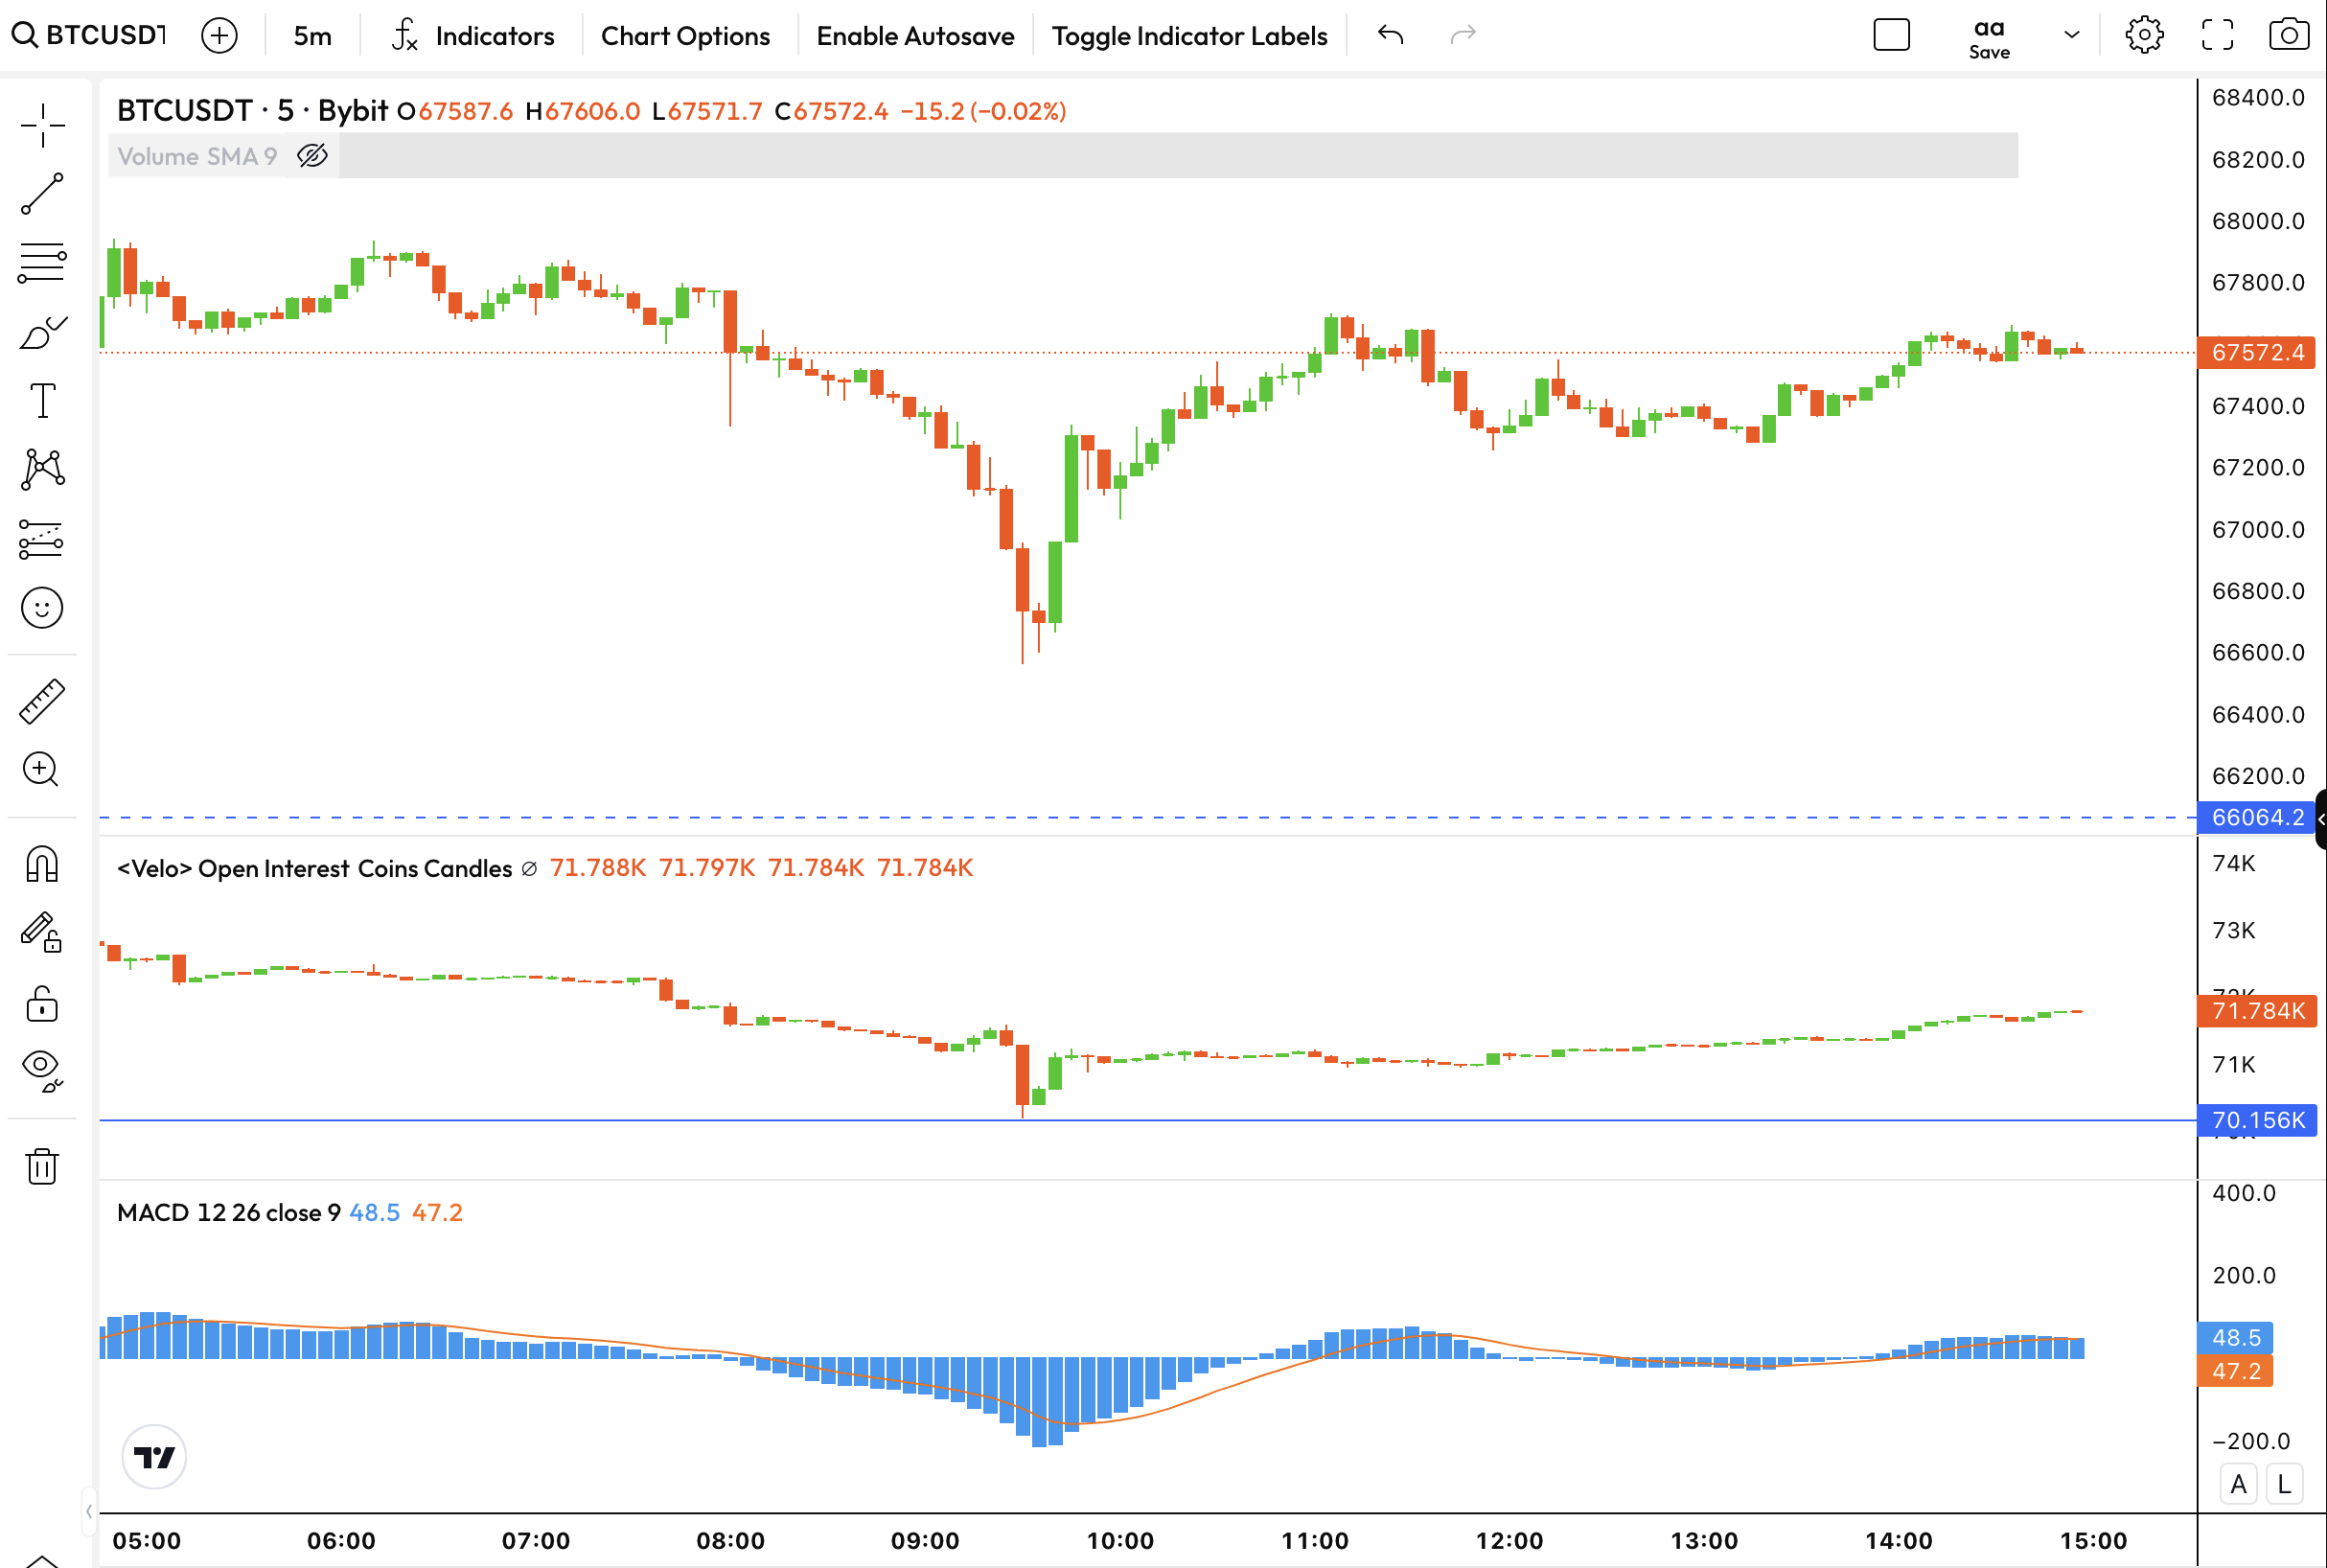 BTCUSDT
5m
Indicators
Chart Options
Enable Autosave
Toggle Indicator Labels
aa
Save
BTCUSDT · 5 · Bybit O67587.6 H67606.0 L67571.7 C67572.4 −15.2 (−0.02%)
Volume SMA 9
68400.0
68200.0
68000.0
67800.0
67572.4
67400.0
67200.0
67000.0
66800.0
66600.0
66400.0
66200.0
66064.2
<Velo> Open Interest Coins Candles ∅ 71.788K 71.797K 71.784K 71.784K
74K
73K
71.784K
71K
70.156K
MACD 12 26 close 9 48.5 47.2
400.0
200.0
48.5
47.2
−200.0
A L
05:00 06:00 07:00 08:00 09:00 10:00 11:00 12:00 13:00 14:00 15:00